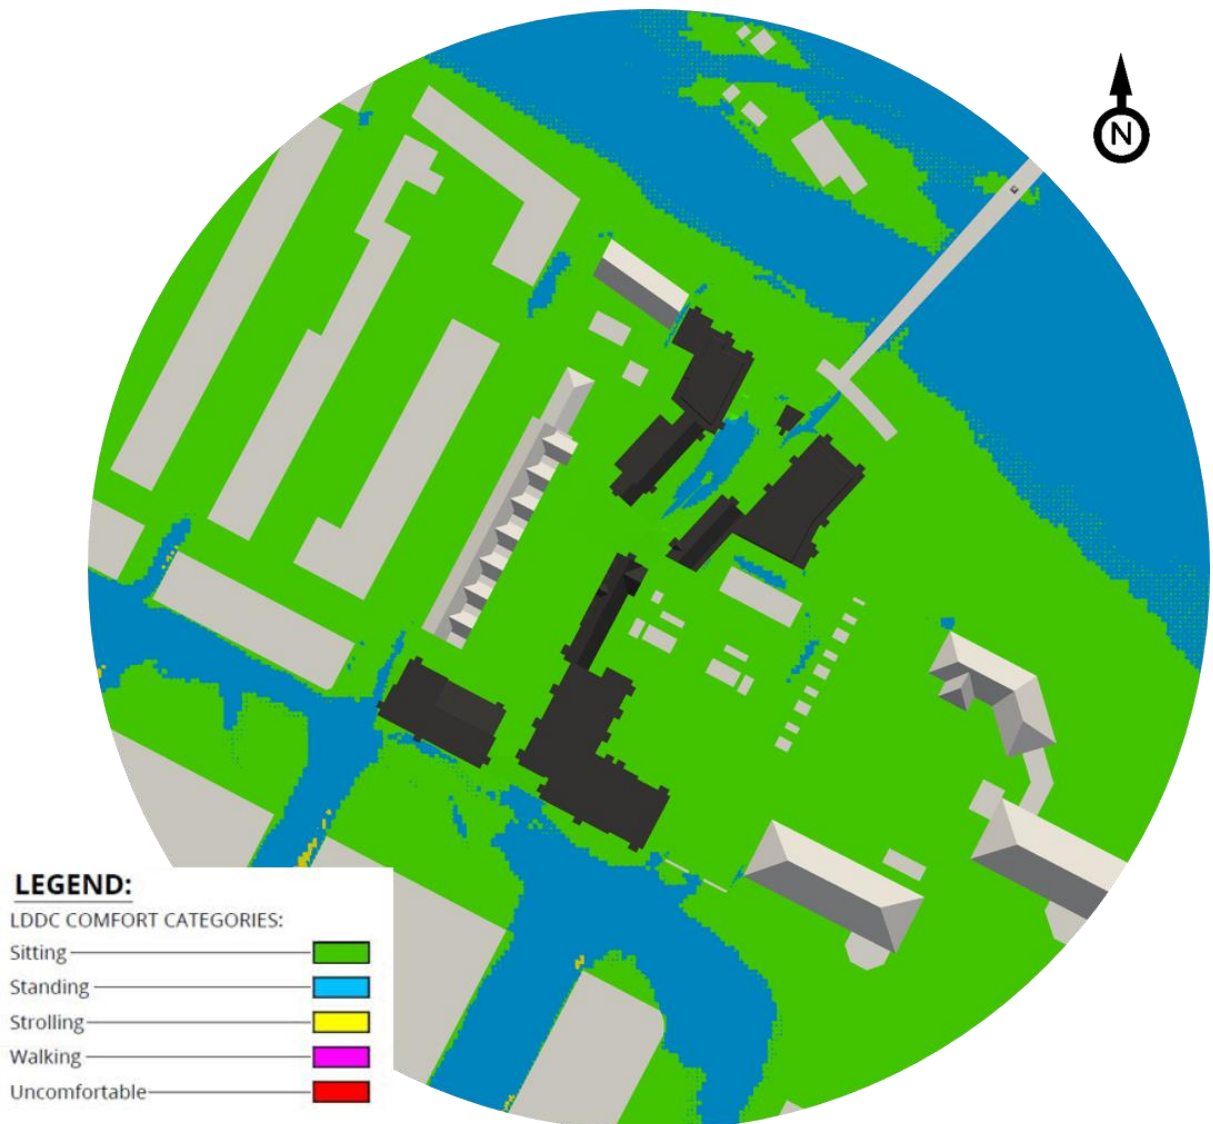 N
LEGEND:
LDDC COMFORT CATEGORIES:
Sitting
Standing
Strolling
Walking
Uncomfortable